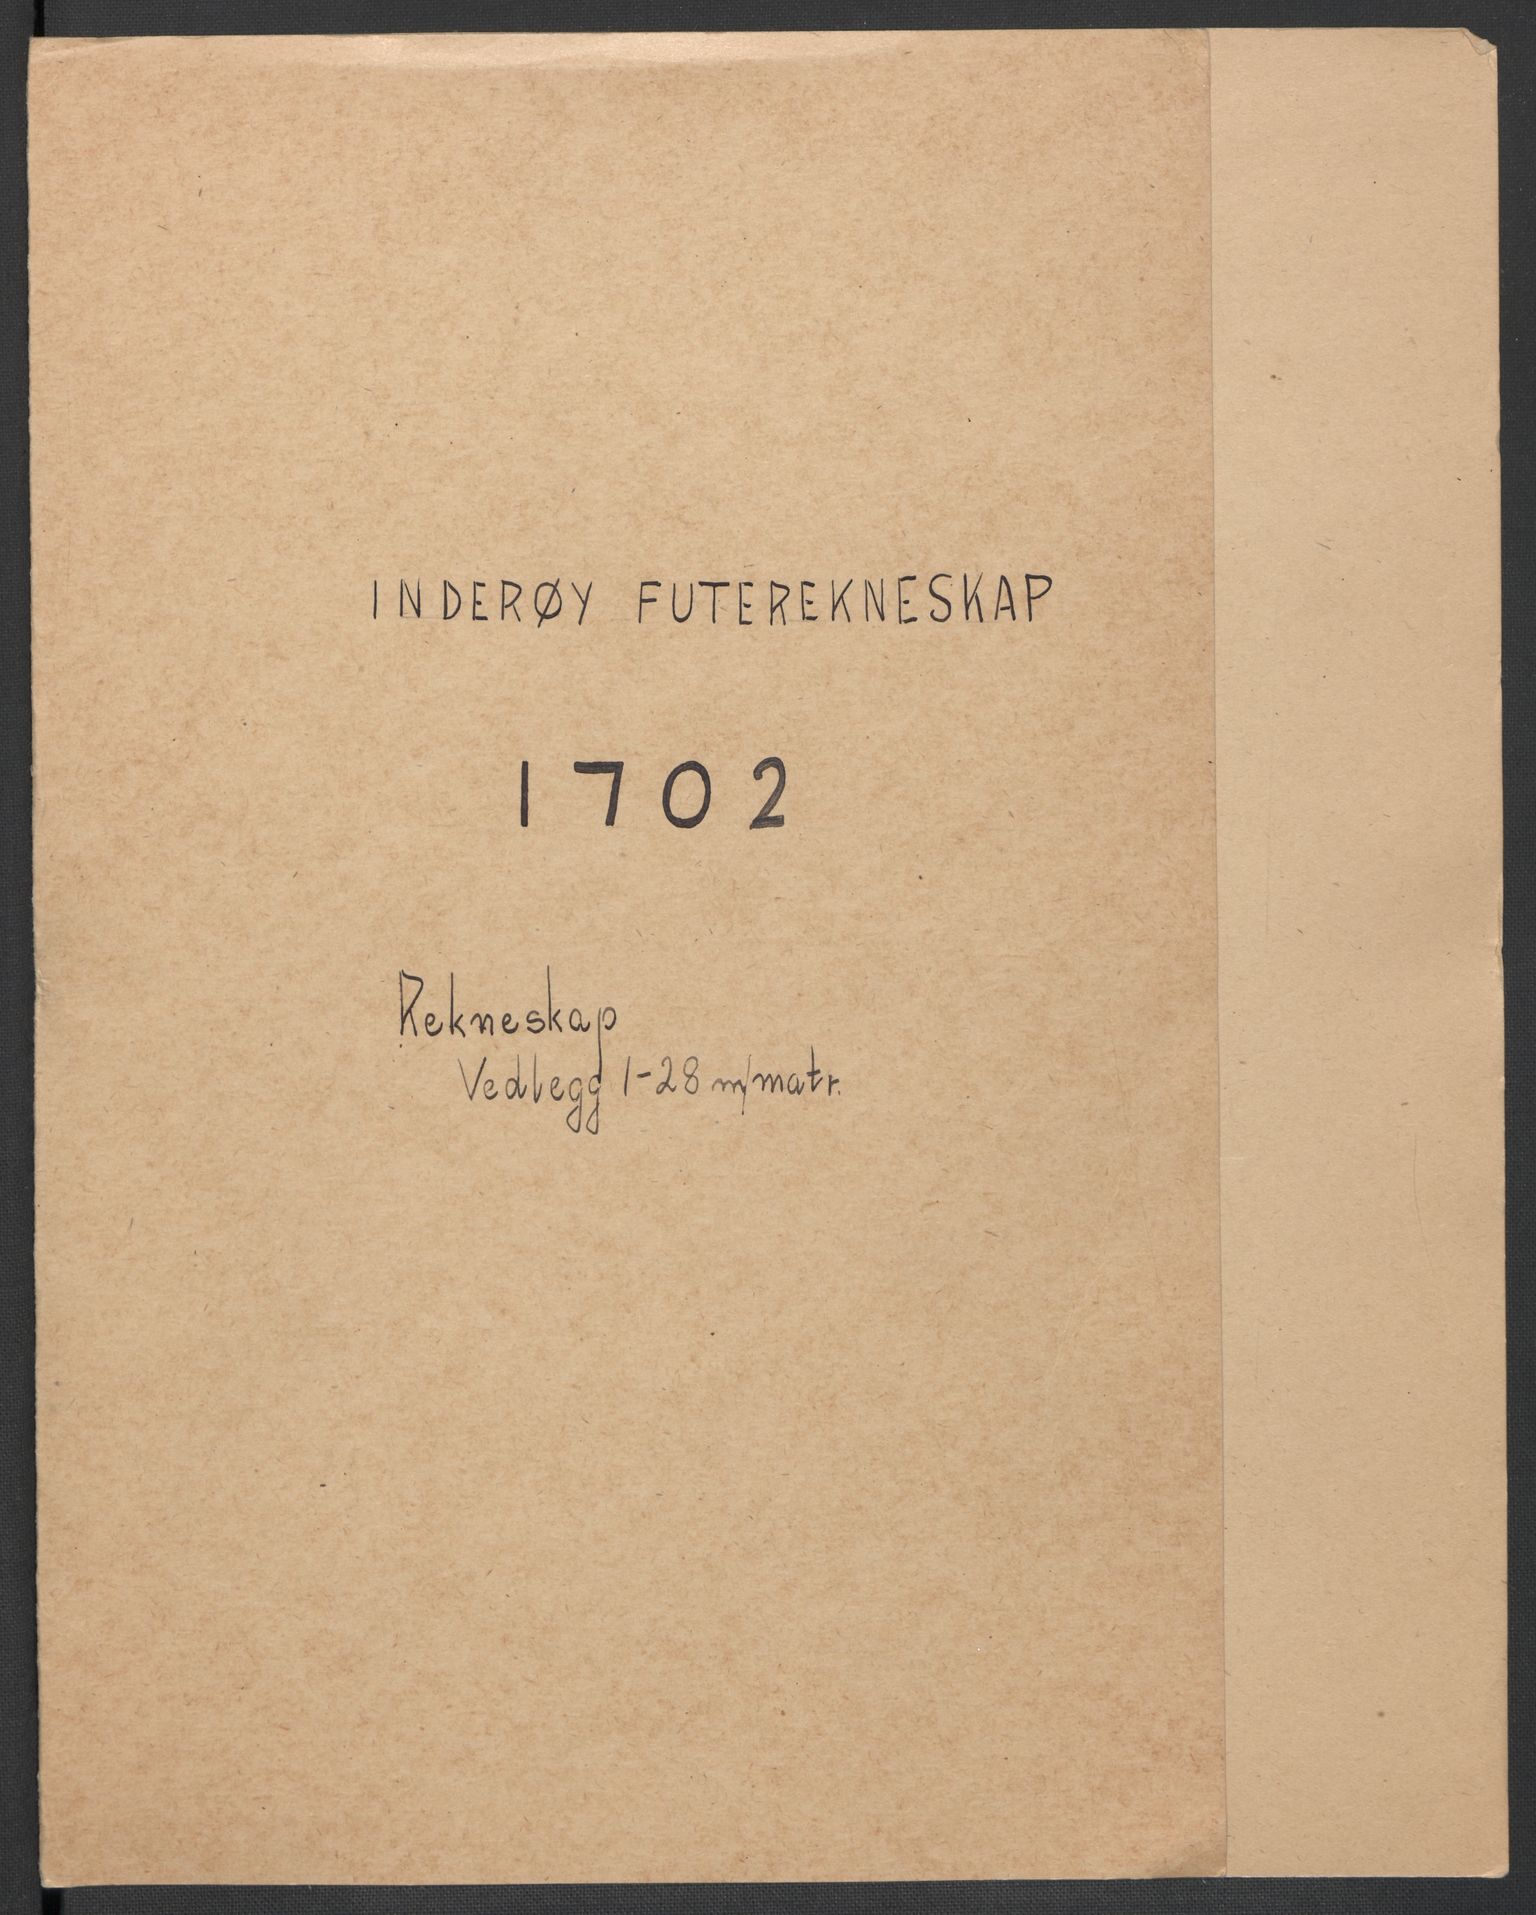 INDERØY FUTEREKNESKAP
1702
Rekneskap
Vedlegg 1-28 m/matr.